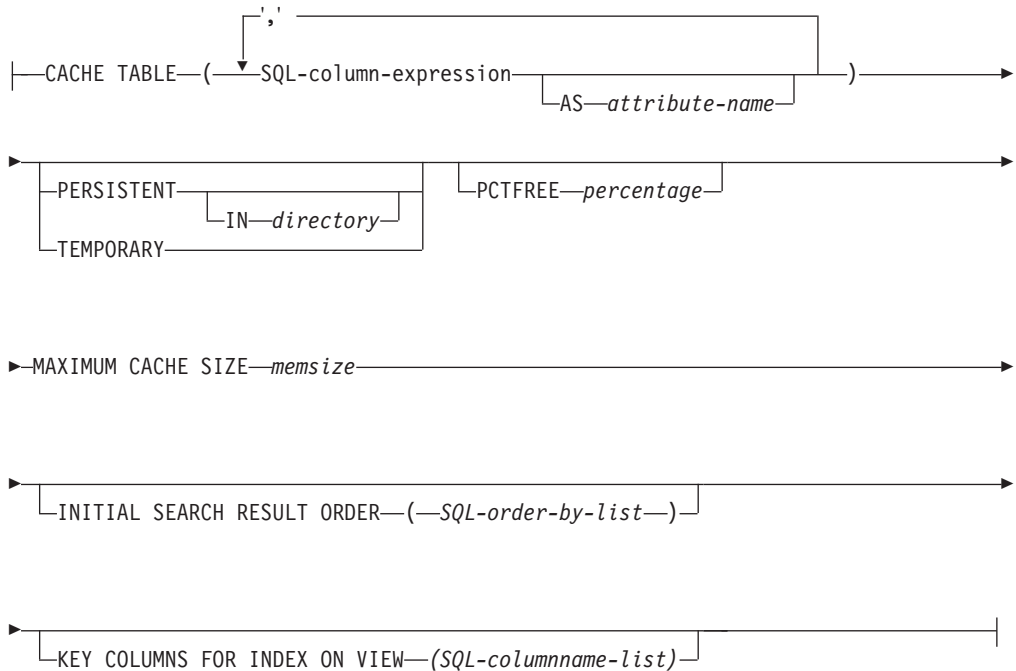 ','
CACHE TABLE ( SQL-column-expression )
AS attribute-name
PERSISTENT PCTFREE percentage
IN directory
TEMPORARY
MAXIMUM CACHE SIZE memsize
INITIAL SEARCH RESULT ORDER ( SQL-order-by-list )
KEY COLUMNS FOR INDEX ON VIEW (SQL-columnname-list)